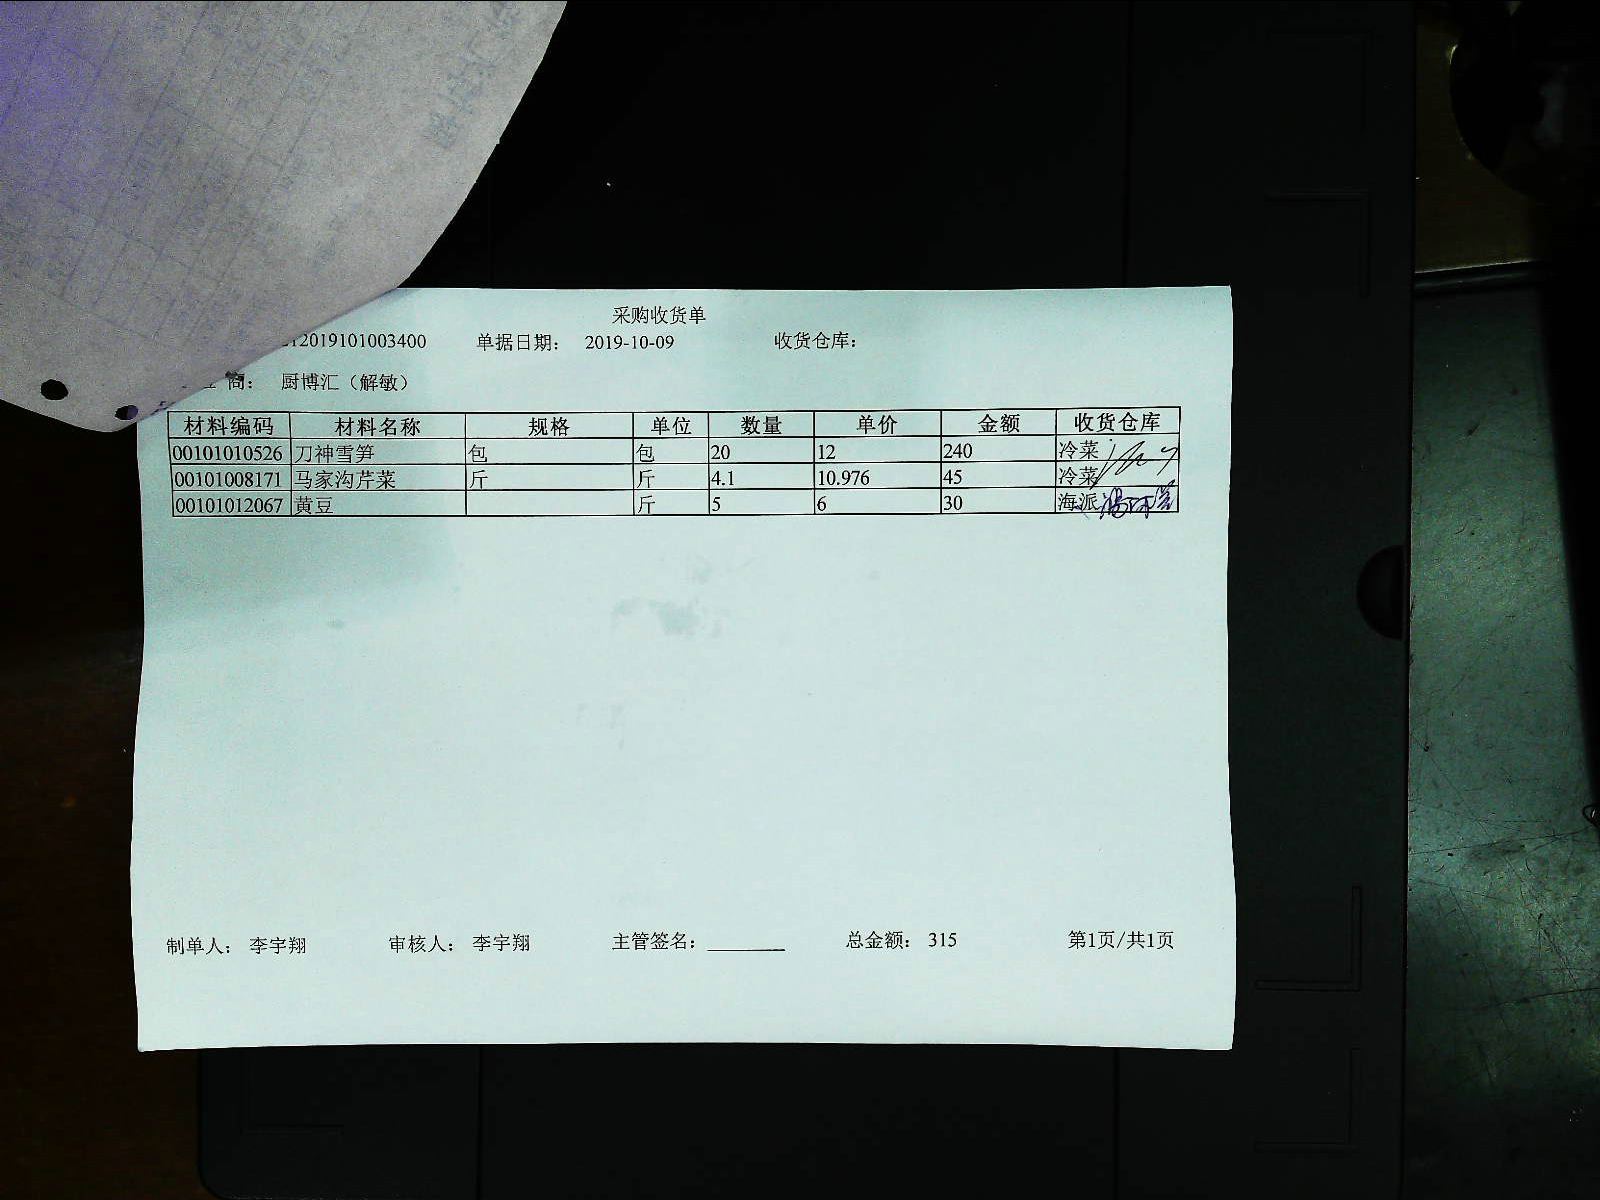 采购收货单
2019101003400 单据日期： 2019-10-09 收货仓库：
商： 厨博汇（解敏）
材料编码 材料名称 规格 单位 数量 单价 金额 收货仓库
00101010526 刀神雪笋 包 包 20 12 240 冷菜
00101008171 马家沟芹菜 斤 斤 4.1 10.976 45 冷菜
00101012067 黄豆 斤 5 6 30 海派
制单人： 李宇翔 审核人： 李宇翔 主管签名：________ 总金额： 315 第1页/共1页